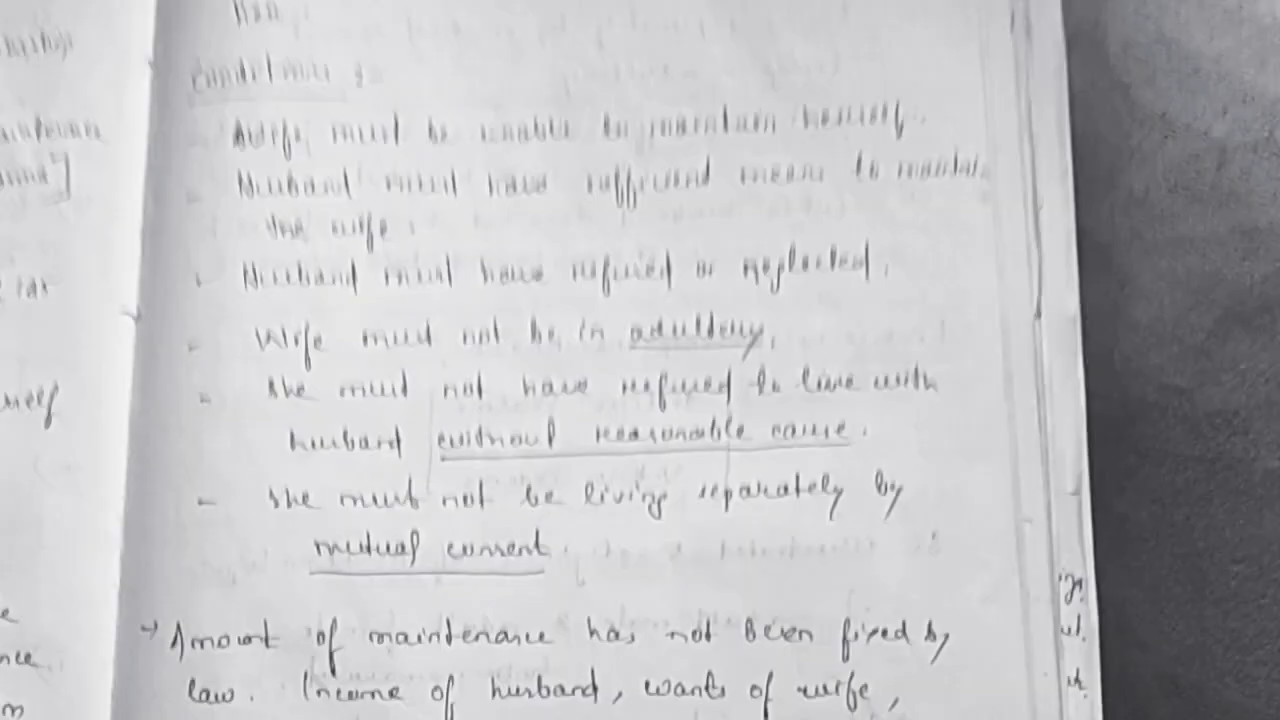 Conditions :
- Wife must be unable to maintain herself.
- Husband must have sufficient means to maintain
the wife.
- Husband must have refused or neglected.
- Wife must not be in adultery.
- She must not have refused to live with
husband without reasonable cause.
- She must not be living separately by
mutual consent.
→ Amount of maintenance has not been fixed by
law. Income of husband, wants of wife,